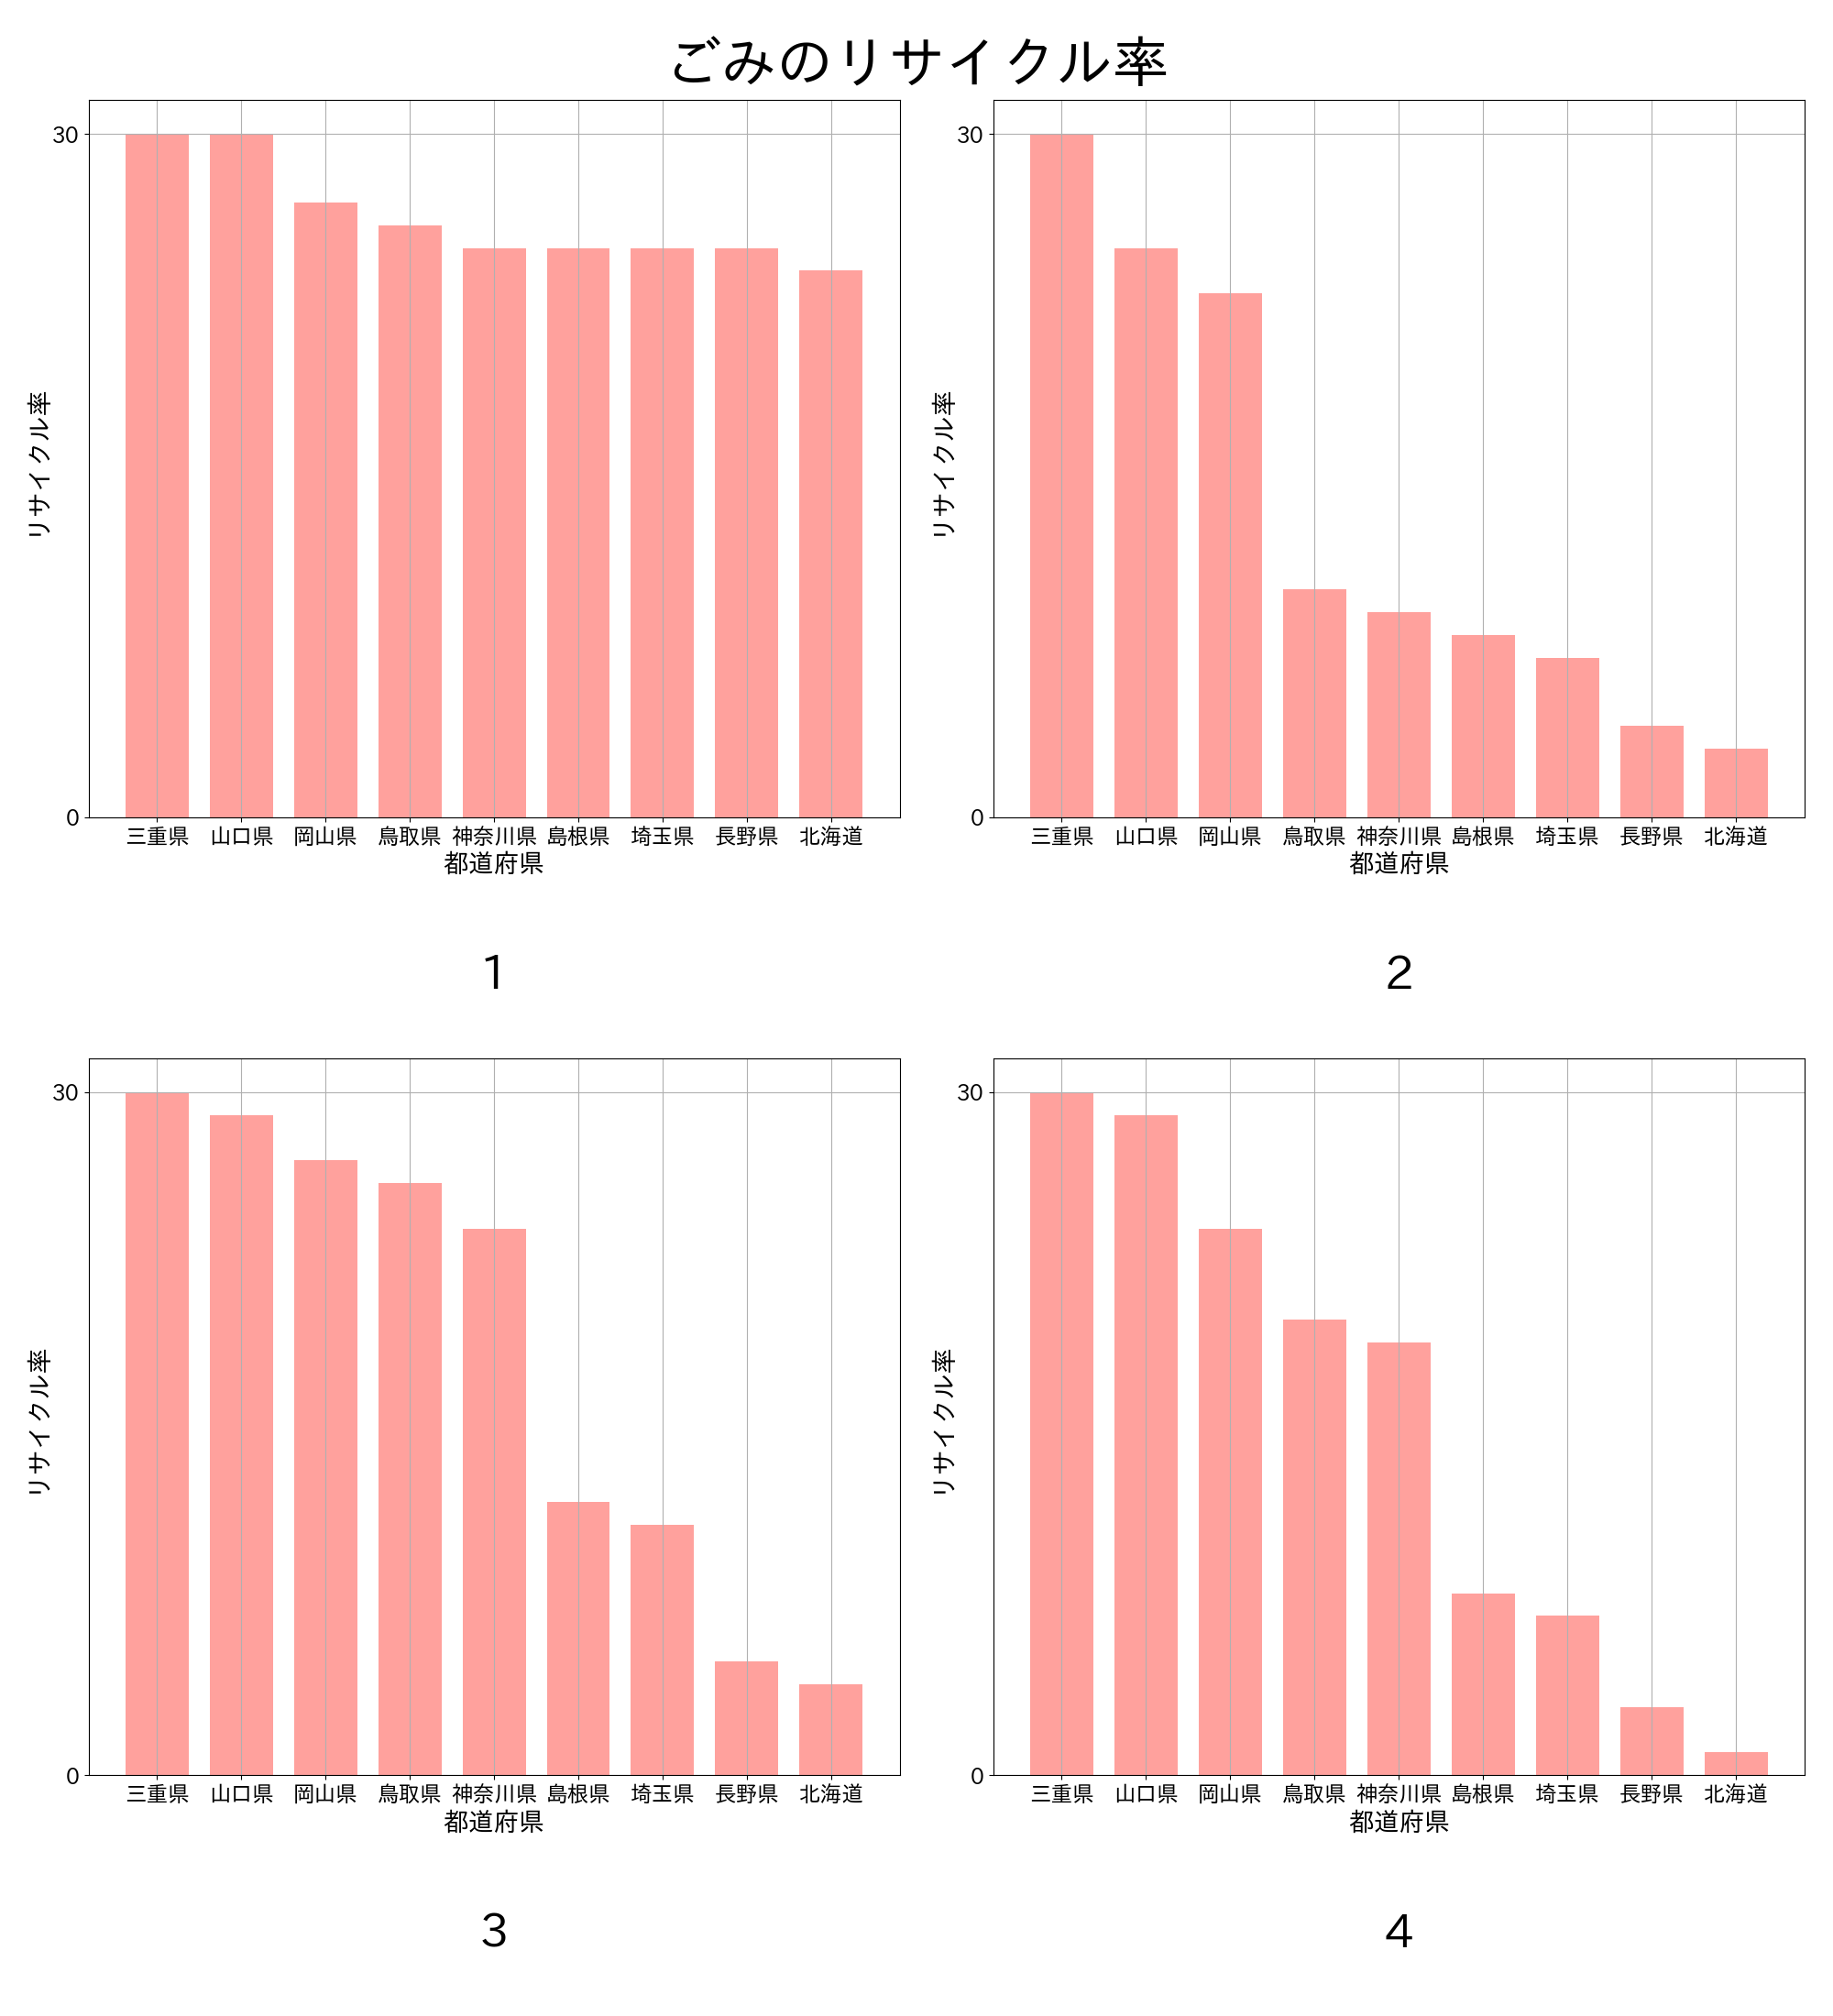 ごみのリサイクル率
30
リサイクル率
0
三重県 山口県 岡山県 鳥取県 神奈川県 島根県 埼玉県 長野県 北海道
都道府県
1
30
リサイクル率
0
三重県 山口県 岡山県 鳥取県 神奈川県 島根県 埼玉県 長野県 北海道
都道府県
2
30
リサイクル率
0
三重県 山口県 岡山県 鳥取県 神奈川県 島根県 埼玉県 長野県 北海道
都道府県
3
30
リサイクル率
0
三重県 山口県 岡山県 鳥取県 神奈川県 島根県 埼玉県 長野県 北海道
都道府県
4